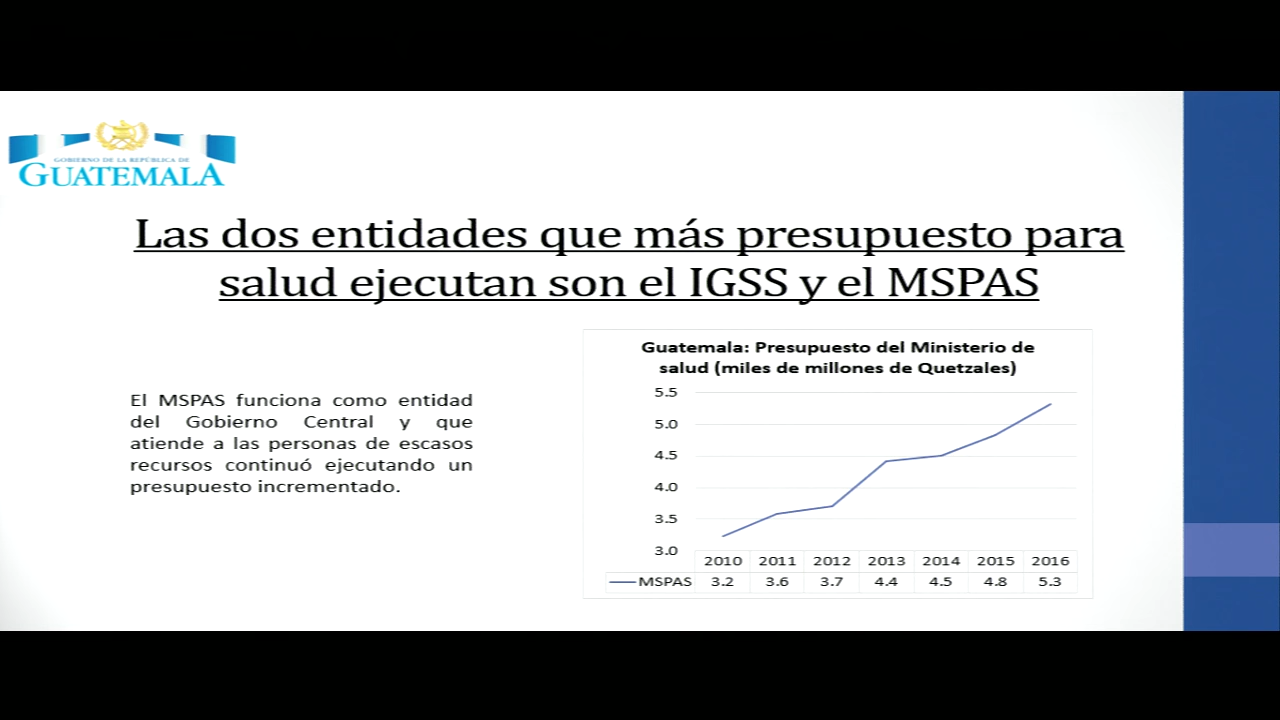 GOBIERNO DE LA REPÚBLICA DE
GUATEMALA
Las dos entidades que más presupuesto para
salud ejecutan son el IGSS y el MSPAS
El MSPAS funciona como entidad
del Gobierno Central y que
atiende a las personas de escasos
recursos continuó ejecutando un
presupuesto incrementado.
Guatemala: Presupuesto del Ministerio de
salud (miles de millones de Quetzales)
5.5
5.0
4.5
4.0
3.5
3.0
2010 2011 2012 2013 2014 2015 2016
MSPAS 3.2 3.6 3.7 4.4 4.5 4.8 5.3